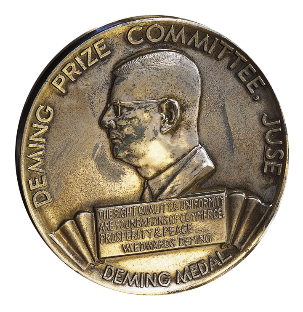 DEMING PRIZE COMMITTEE, JUSE
THE RIGHT QUALITY & UNIFORMITY
ARE FOUNDATIONS OF COMMERCE
PROSPERITY & PEACE
W. EDWARDS DEMING
DEMING MEDAL